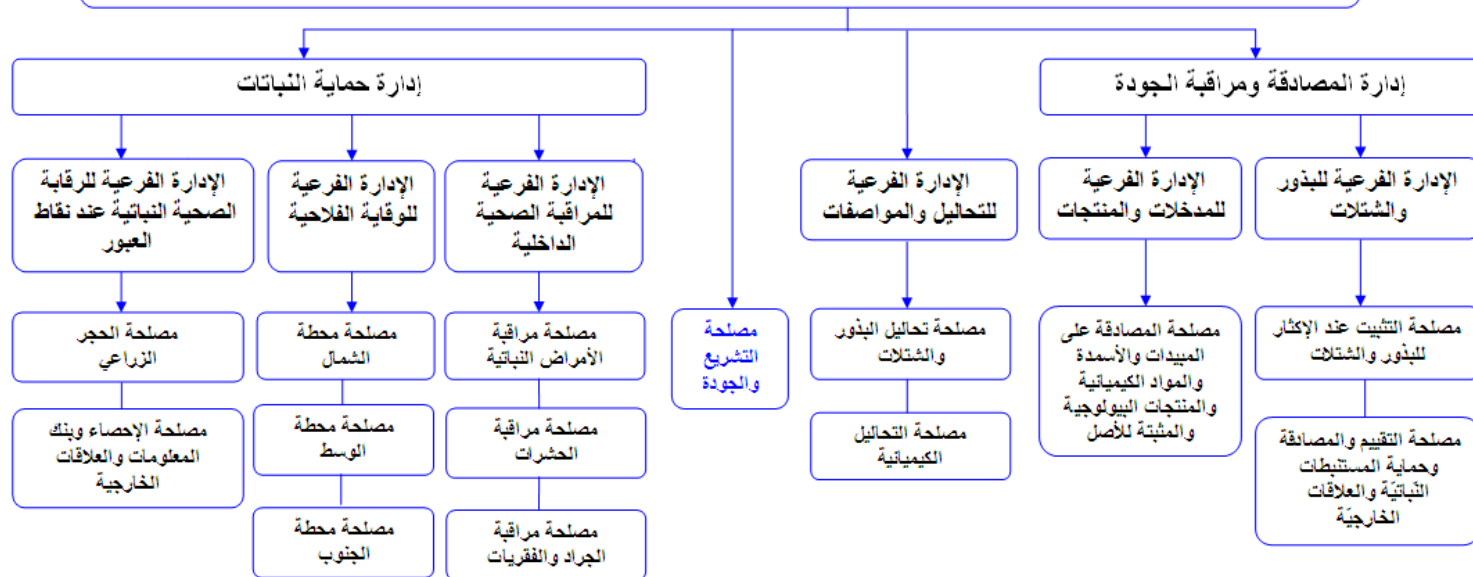 إدارة المصادقة ومراقبة الجودة
إدارة حماية النباتات
الإدارة الفرعية للبذور
والشتلات
الإدارة الفرعية
للمدخلات والمنتجات
الإدارة الفرعية
للتحاليل والمواصفات
الإدارة الفرعية
للمراقبة الصحية
الداخلية
الإدارة الفرعية
للوقاية الفلاحية
الإدارة الفرعية للرقابة
الصحية النباتية عند نقاط
العبور
مصلحة التثبيت عند الإكثار
للبذور والشتلات
مصلحة التقييم والمصادقة
وحماية المستنبطات
النّباتيّة والعلاقات
الخارجيّة
مصلحة المصادقة على
المبيدات والأسمدة
والمواد الكيميائية
والمنتجات البيولوجية
والمثبتة للأصل
مصلحة تحاليل البذور
والشتلات
مصلحة التحاليل
الكيميائية
مصلحة
التشريع
والجودة
مصلحة مراقبة
الأمراض النباتية
مصلحة مراقبة
الحشرات
مصلحة مراقبة
الجراد والفقريات
مصلحة محطة
الشمال
مصلحة محطة
الوسط
مصلحة محطة
الجنوب
مصلحة الحجر
الزراعي
مصلحة الإحصاء وبنك
المعلومات والعلاقات
الخارجية